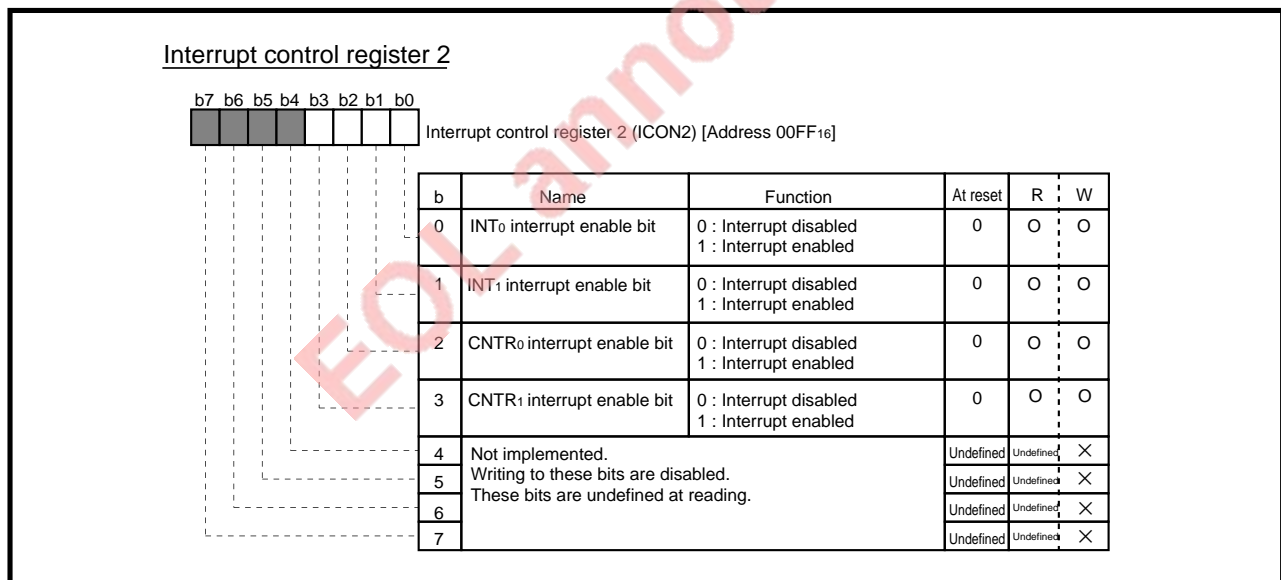 Interrupt control register 2
b7 b6 b5 b4 b3 b2 b1 b0
Interrupt control register 2 (ICON2) [Address 00FF16]
b Name Function At reset R W
0 INT0 interrupt enable bit 0 : Interrupt disabled 0 O O
1 : Interrupt enabled
1 INT1 interrupt enable bit 0 : Interrupt disabled 0 O O
1 : Interrupt enabled
2 CNTR0 interrupt enable bit 0 : Interrupt disabled 0 O O
1 : Interrupt enabled
3 CNTR1 interrupt enable bit 0 : Interrupt disabled 0 O O
1 : Interrupt enabled
4 Not implemented. Undefined Undefined ×
5 Writing to these bits are disabled. Undefined Undefined ×
These bits are undefined at reading.
6 Undefined Undefined ×
7 Undefined Undefined ×
EOL anno